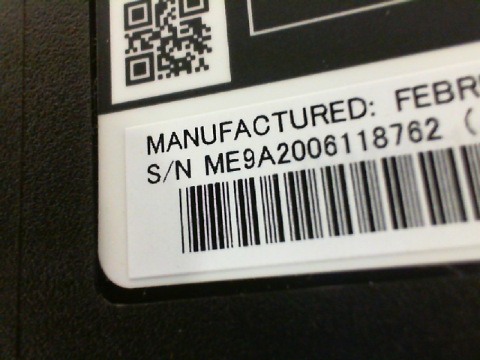 MANUFACTURED: FEBR
S/N ME9A2006118762 (